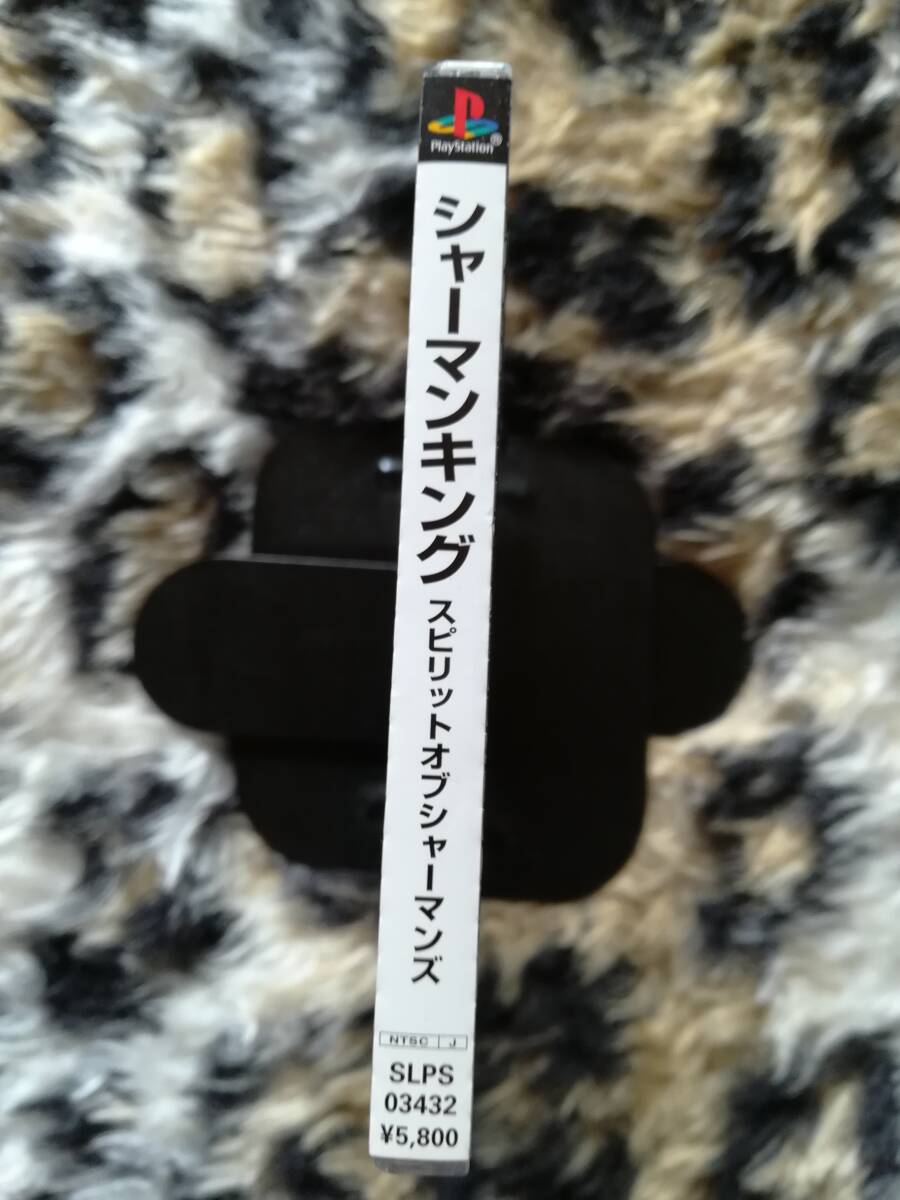 PlayStation®
シャーマンキング
スピリットオブシャーマンズ
NTSC J
SLPS
03432
¥5,800